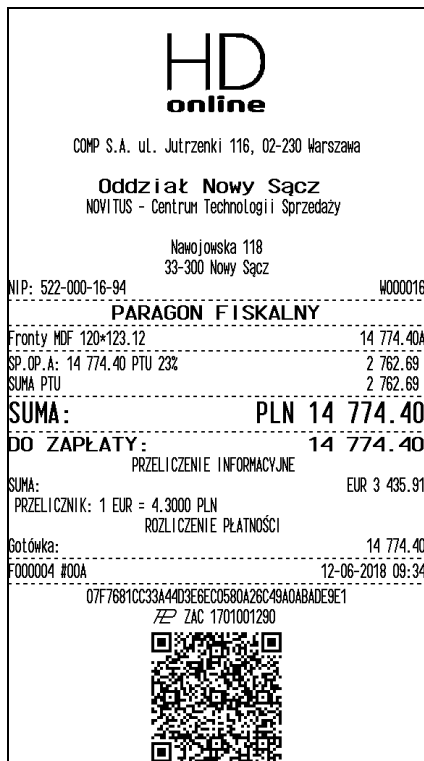 HD
online
COMP S.A. ul. Jutrzenki 116, 02-230 Warszawa
Oddział Nowy Sącz
NOVITUS - Centrum Technologii Sprzedaży
Nawojowska 118
33-300 Nowy Sącz
NIP: 522-000-16-94 W000016
PARAGON FISKALNY
Fronty MDF 120*123.12 14 774.40A
SP.OP.A: 14 774.40 PTU 23% 2 762.69
SUMA PTU 2 762.69
SUMA: PLN 14 774.40
DO ZAPŁATY: 14 774.40
PRZELICZENIE INFORMACYJNE
SUMA: EUR 3 435.91
PRZELICZNIK: 1 EUR = 4.3000 PLN
ROZLICZENIE PŁATNOŚCI
Gotówka: 14 774.40
F000004 #00A 12-06-2018 09:34
07F7681CC33A44D3E6EC0580A26C49A0ABADE9E1
ZAC 1701001290